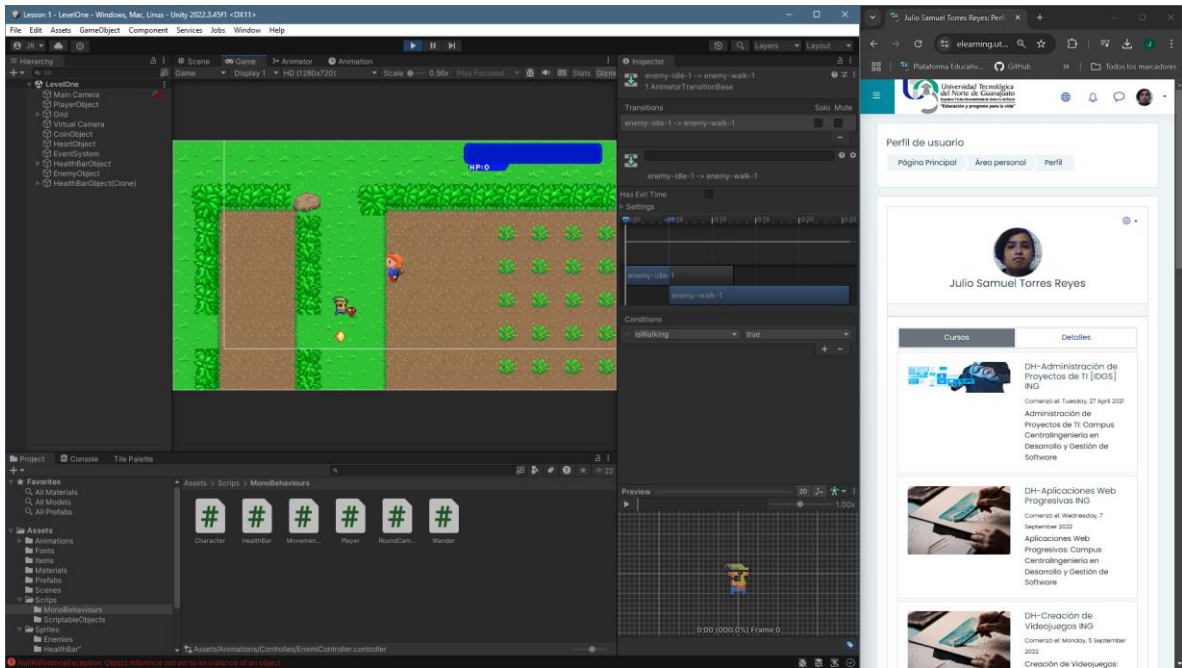 Lesson 1 - LevelOne - Windows, Mac, Linux - Unity 2022.3.45f1 <DX11>
File Edit Assets GameObject Component Services Jobs Window Help
JR
Layers
Layout
Hierarchy
All
LevelOne
Main Camera
PlayerObject
Grid
Virtual Camera
CoinObject
HeartObject
EventSystem
HealthBarObject
EnemyObject
HealthBarObject(Clone)
Scene Game Animator Animation
Game Display 1 HD (1280x720) Scale 0.56x Play Focused Stats Gizm
HP:0
Inspector
enemy-idle-1 -> enemy-walk-1
1 AnimatorTransitionBase
Transitions Solo Mute
enemy-idle-1 -> enemy-walk-1
enemy-idle-1 -> enemy-walk-1
Has Exit Time
Settings
enemy-idle-1
enemy-walk-1
Conditions
isWalking true
Preview 2D
1.00x
0:00 (000.0%) Frame 0
Project Console Tile Palette
22
Favorites
All Materials
All Models
All Prefabs
Assets
Animations
Fonts
Items
Materials
Prefabs
Scenes
Scrips
MonoBehaviours
ScriptableObjects
Sprites
Enemies
HealthBar
Assets > Scrips > MonoBehaviours
Character HealthBar Movemen... Player RoundCam... Wander
Assets/Animations/Controlles/EnemiController.controller
NullReferenceException: Object reference not set to an instance of an object
Julio Samuel Torres Reyes: Perfi
elearning.ut...
Plataforma Educativ... GitHub Todos los marcadores
Universidad Tecnológica
del Norte de Guanajuato
"Educación y progreso para la vida"
Perfil de usuario
Página Principal Área personal Perfil
Julio Samuel Torres Reyes
Cursos Detalles
DH-Administración de
Proyectos de TI [IDGS]
ING
Comenzó el: Tuesday, 27 April 2021
Administración de
Proyectos de TI: Campus
CentralIngeniería en
Desarrollo y Gestión de
Software
DH-Aplicaciones Web
Progresivas ING
Comenzó el: Wednesday, 7
September 2022
Aplicaciones Web
Progresivas: Campus
CentralIngeniería en
Desarrollo y Gestión de
Software
DH-Creación de
Videojuegos ING
Comenzó el: Monday, 5 September
2022
Creación de Videojuegos: